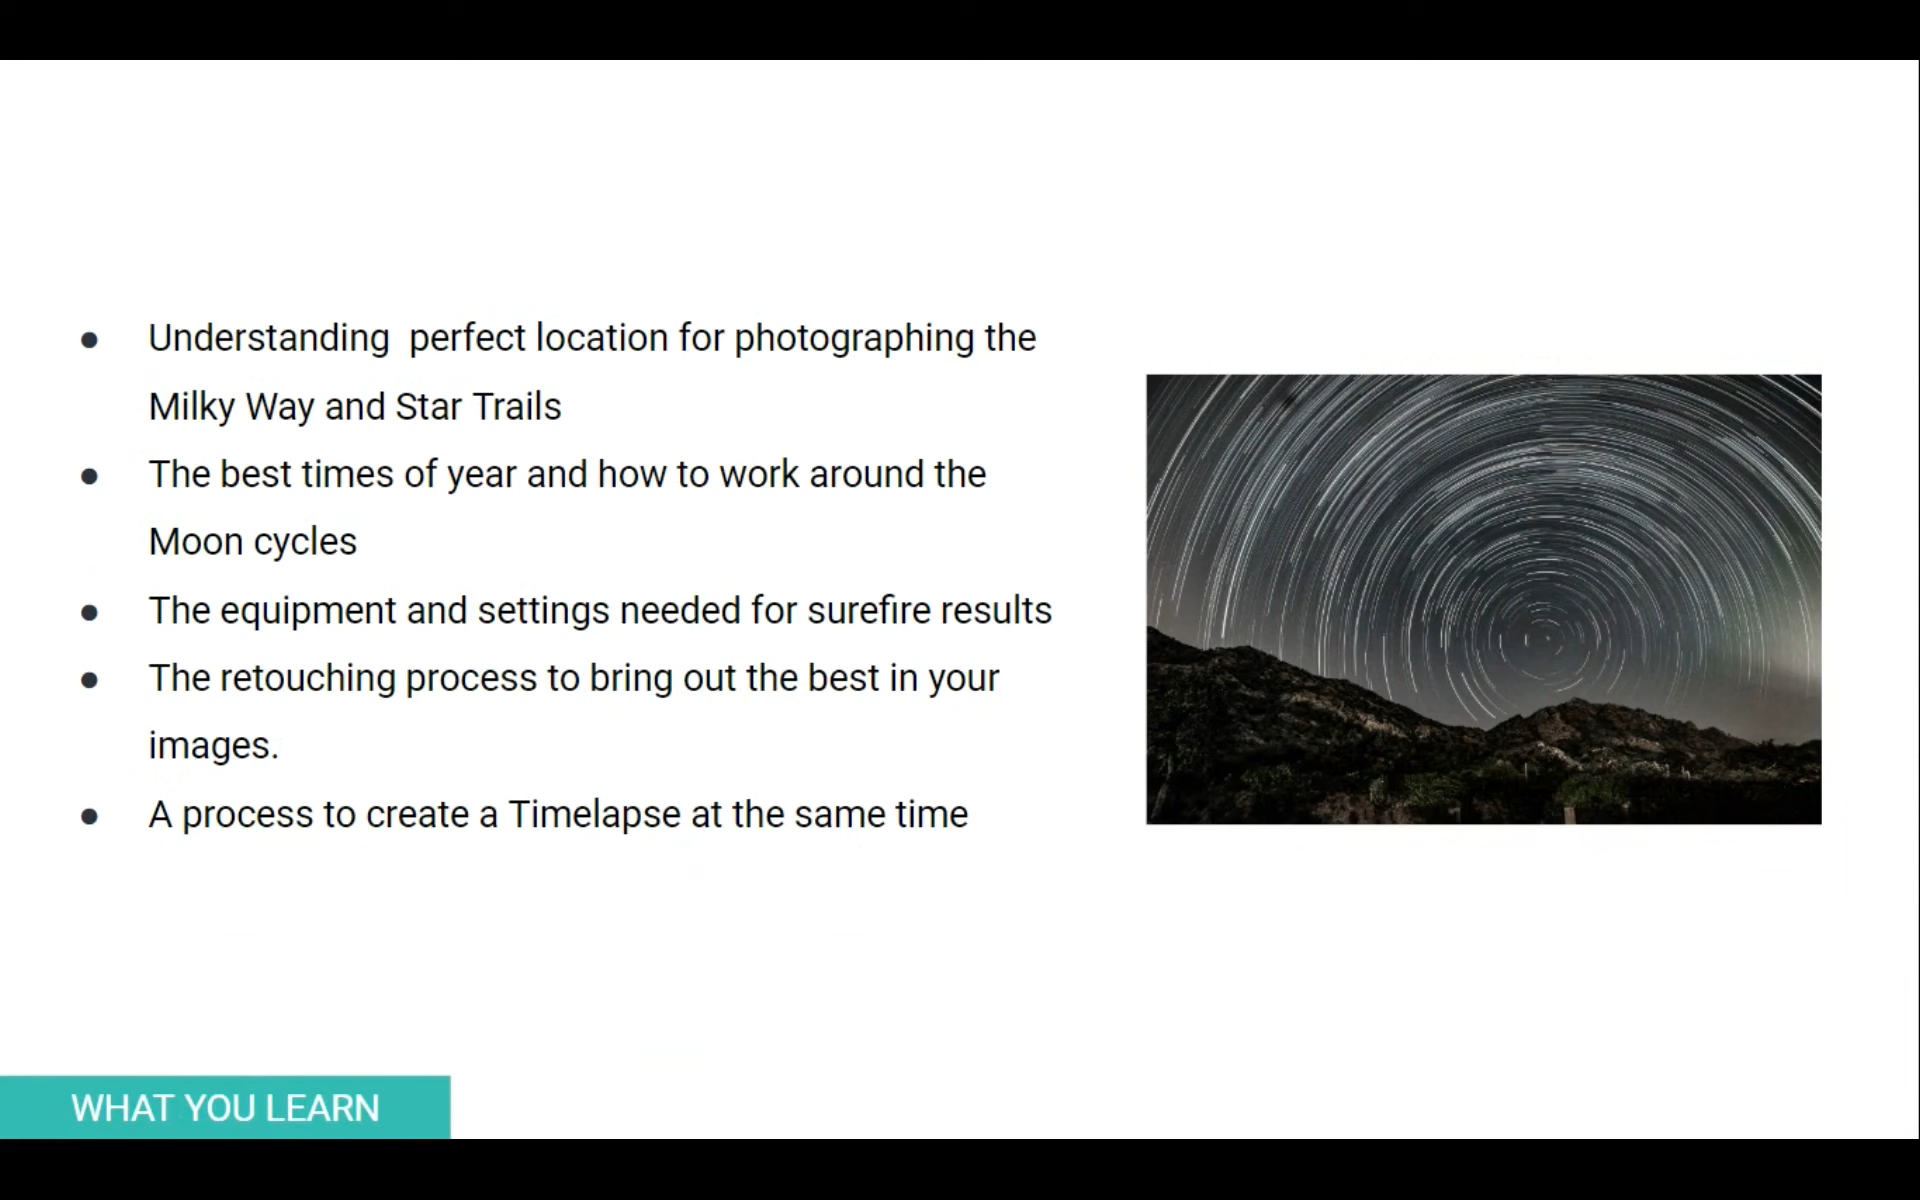 ● Understanding  perfect location for photographing the
Milky Way and Star Trails
● The best times of year and how to work around the
Moon cycles
● The equipment and settings needed for surefire results
● The retouching process to bring out the best in your
images.
● A process to create a Timelapse at the same time
WHAT YOU LEARN